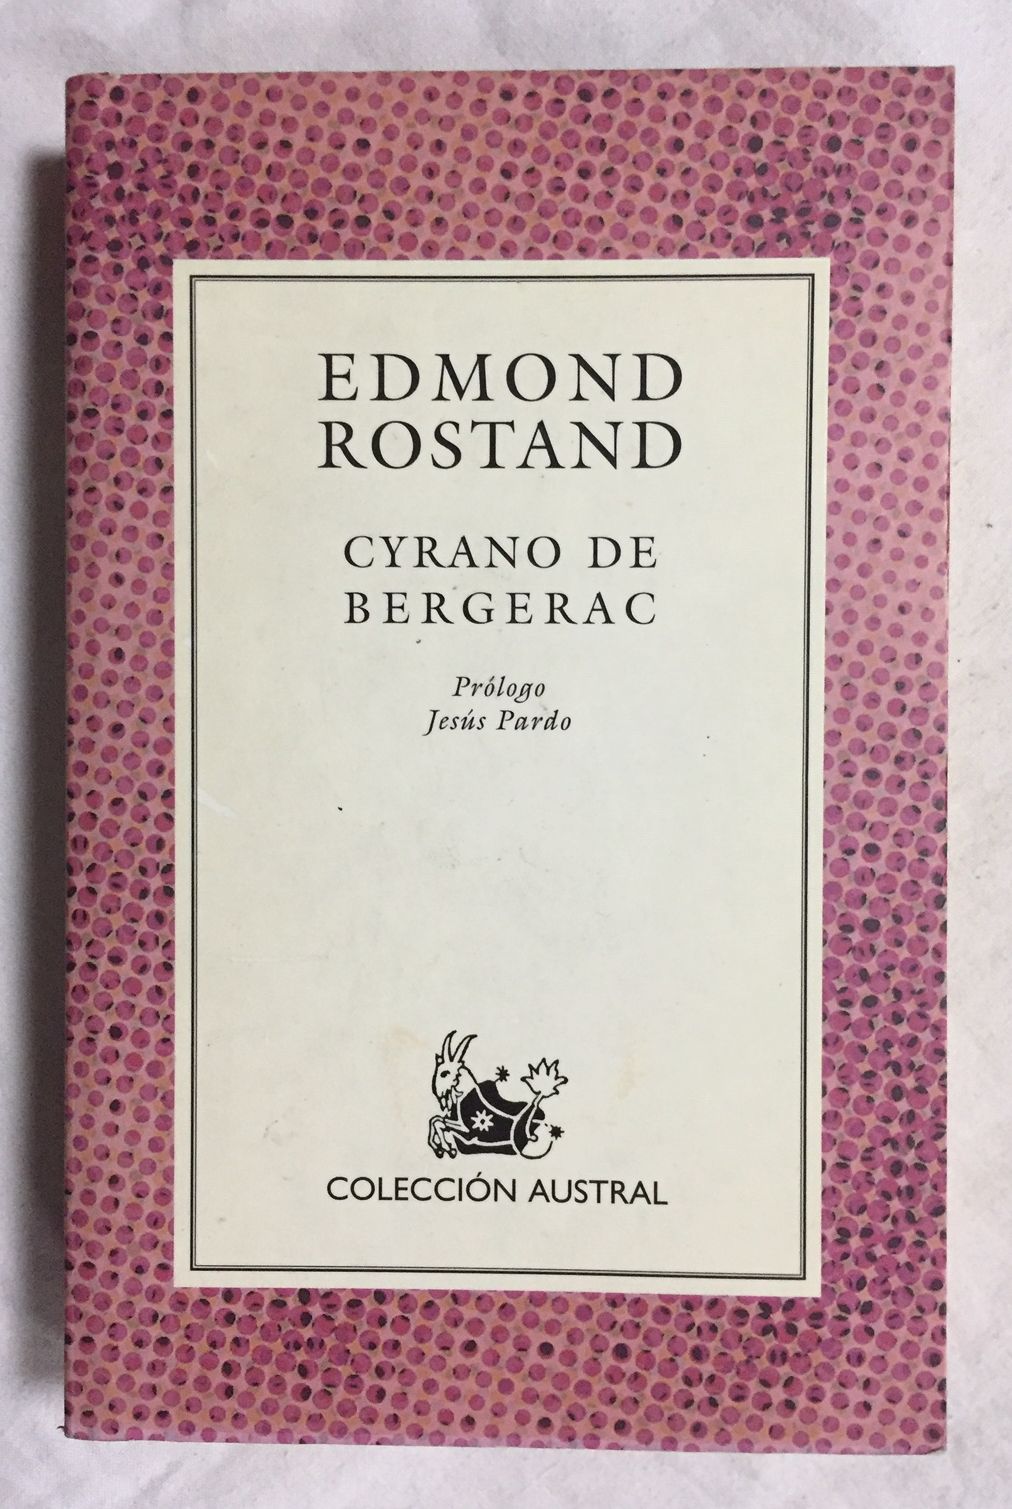 EDMOND
ROSTAND
CYRANO DE
BERGERAC
Prólogo
Jesús Pardo
COLECCIÓN AUSTRAL